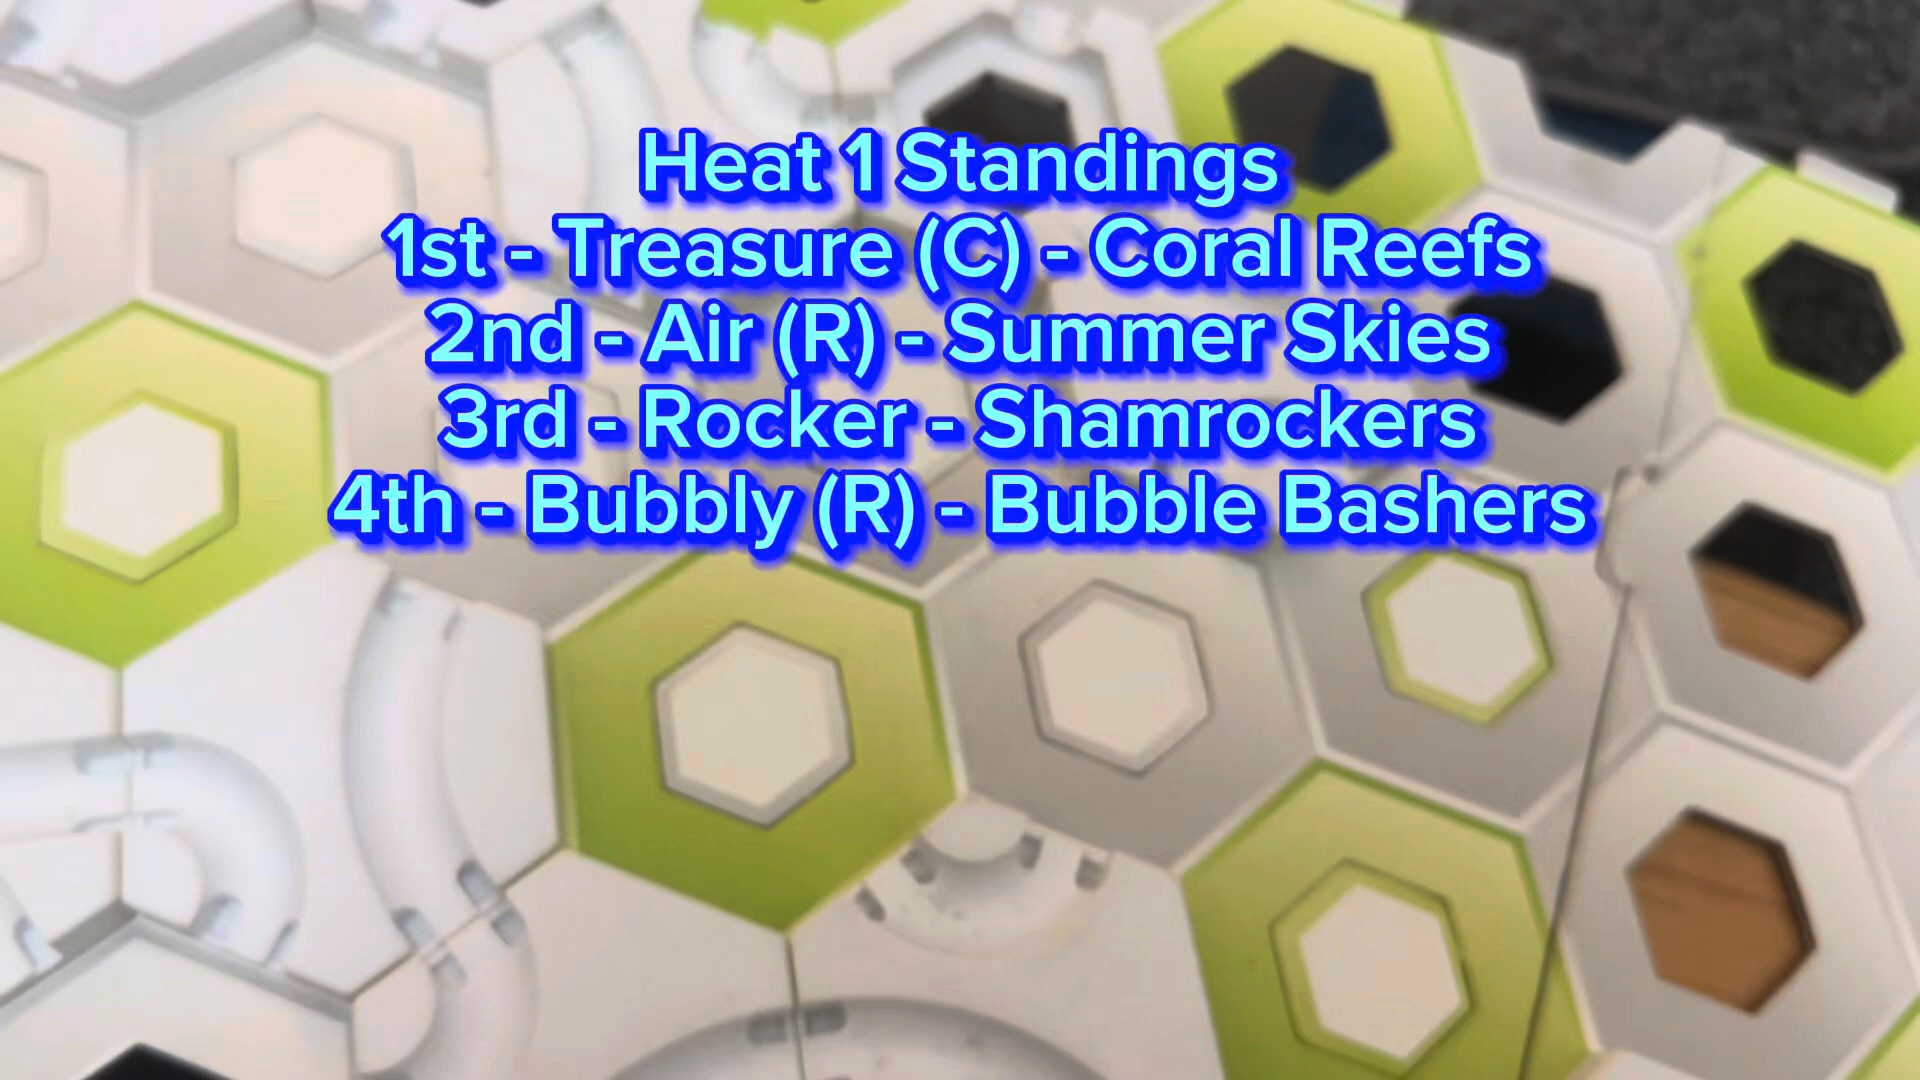 Heat 1 Standings
1st - Treasure (C) - Coral Reefs
2nd - Air (R) - Summer Skies
3rd - Rocker - Shamrockers
4th - Bubbly (R) - Bubble Bashers